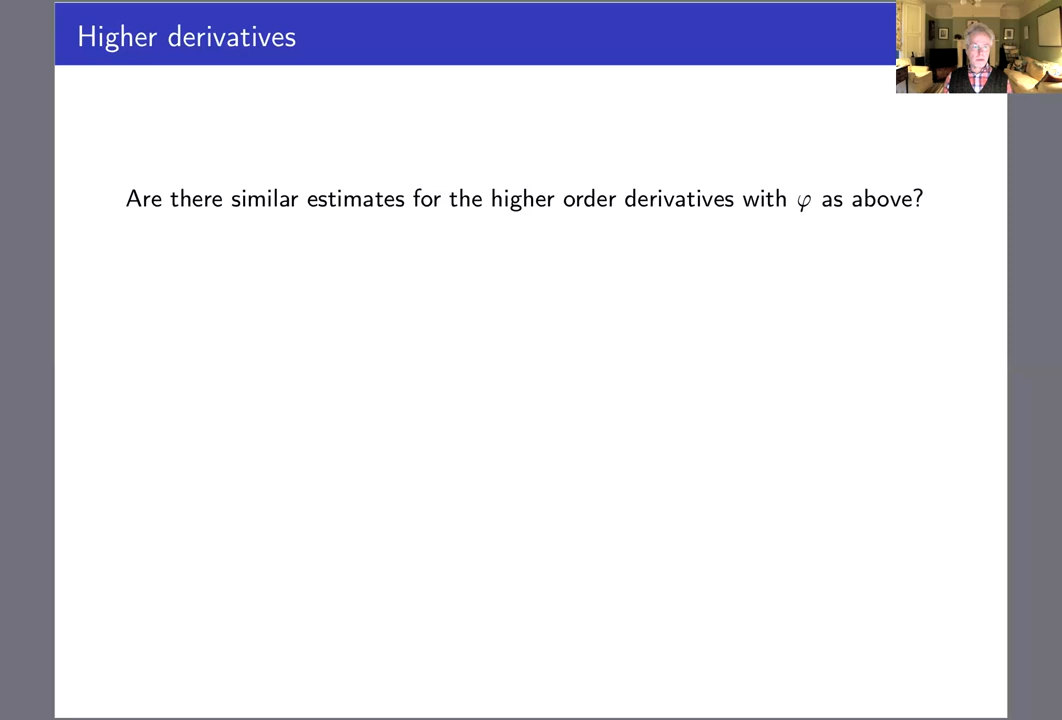 Higher derivatives
Are there similar estimates for the higher order derivatives with φ as above?